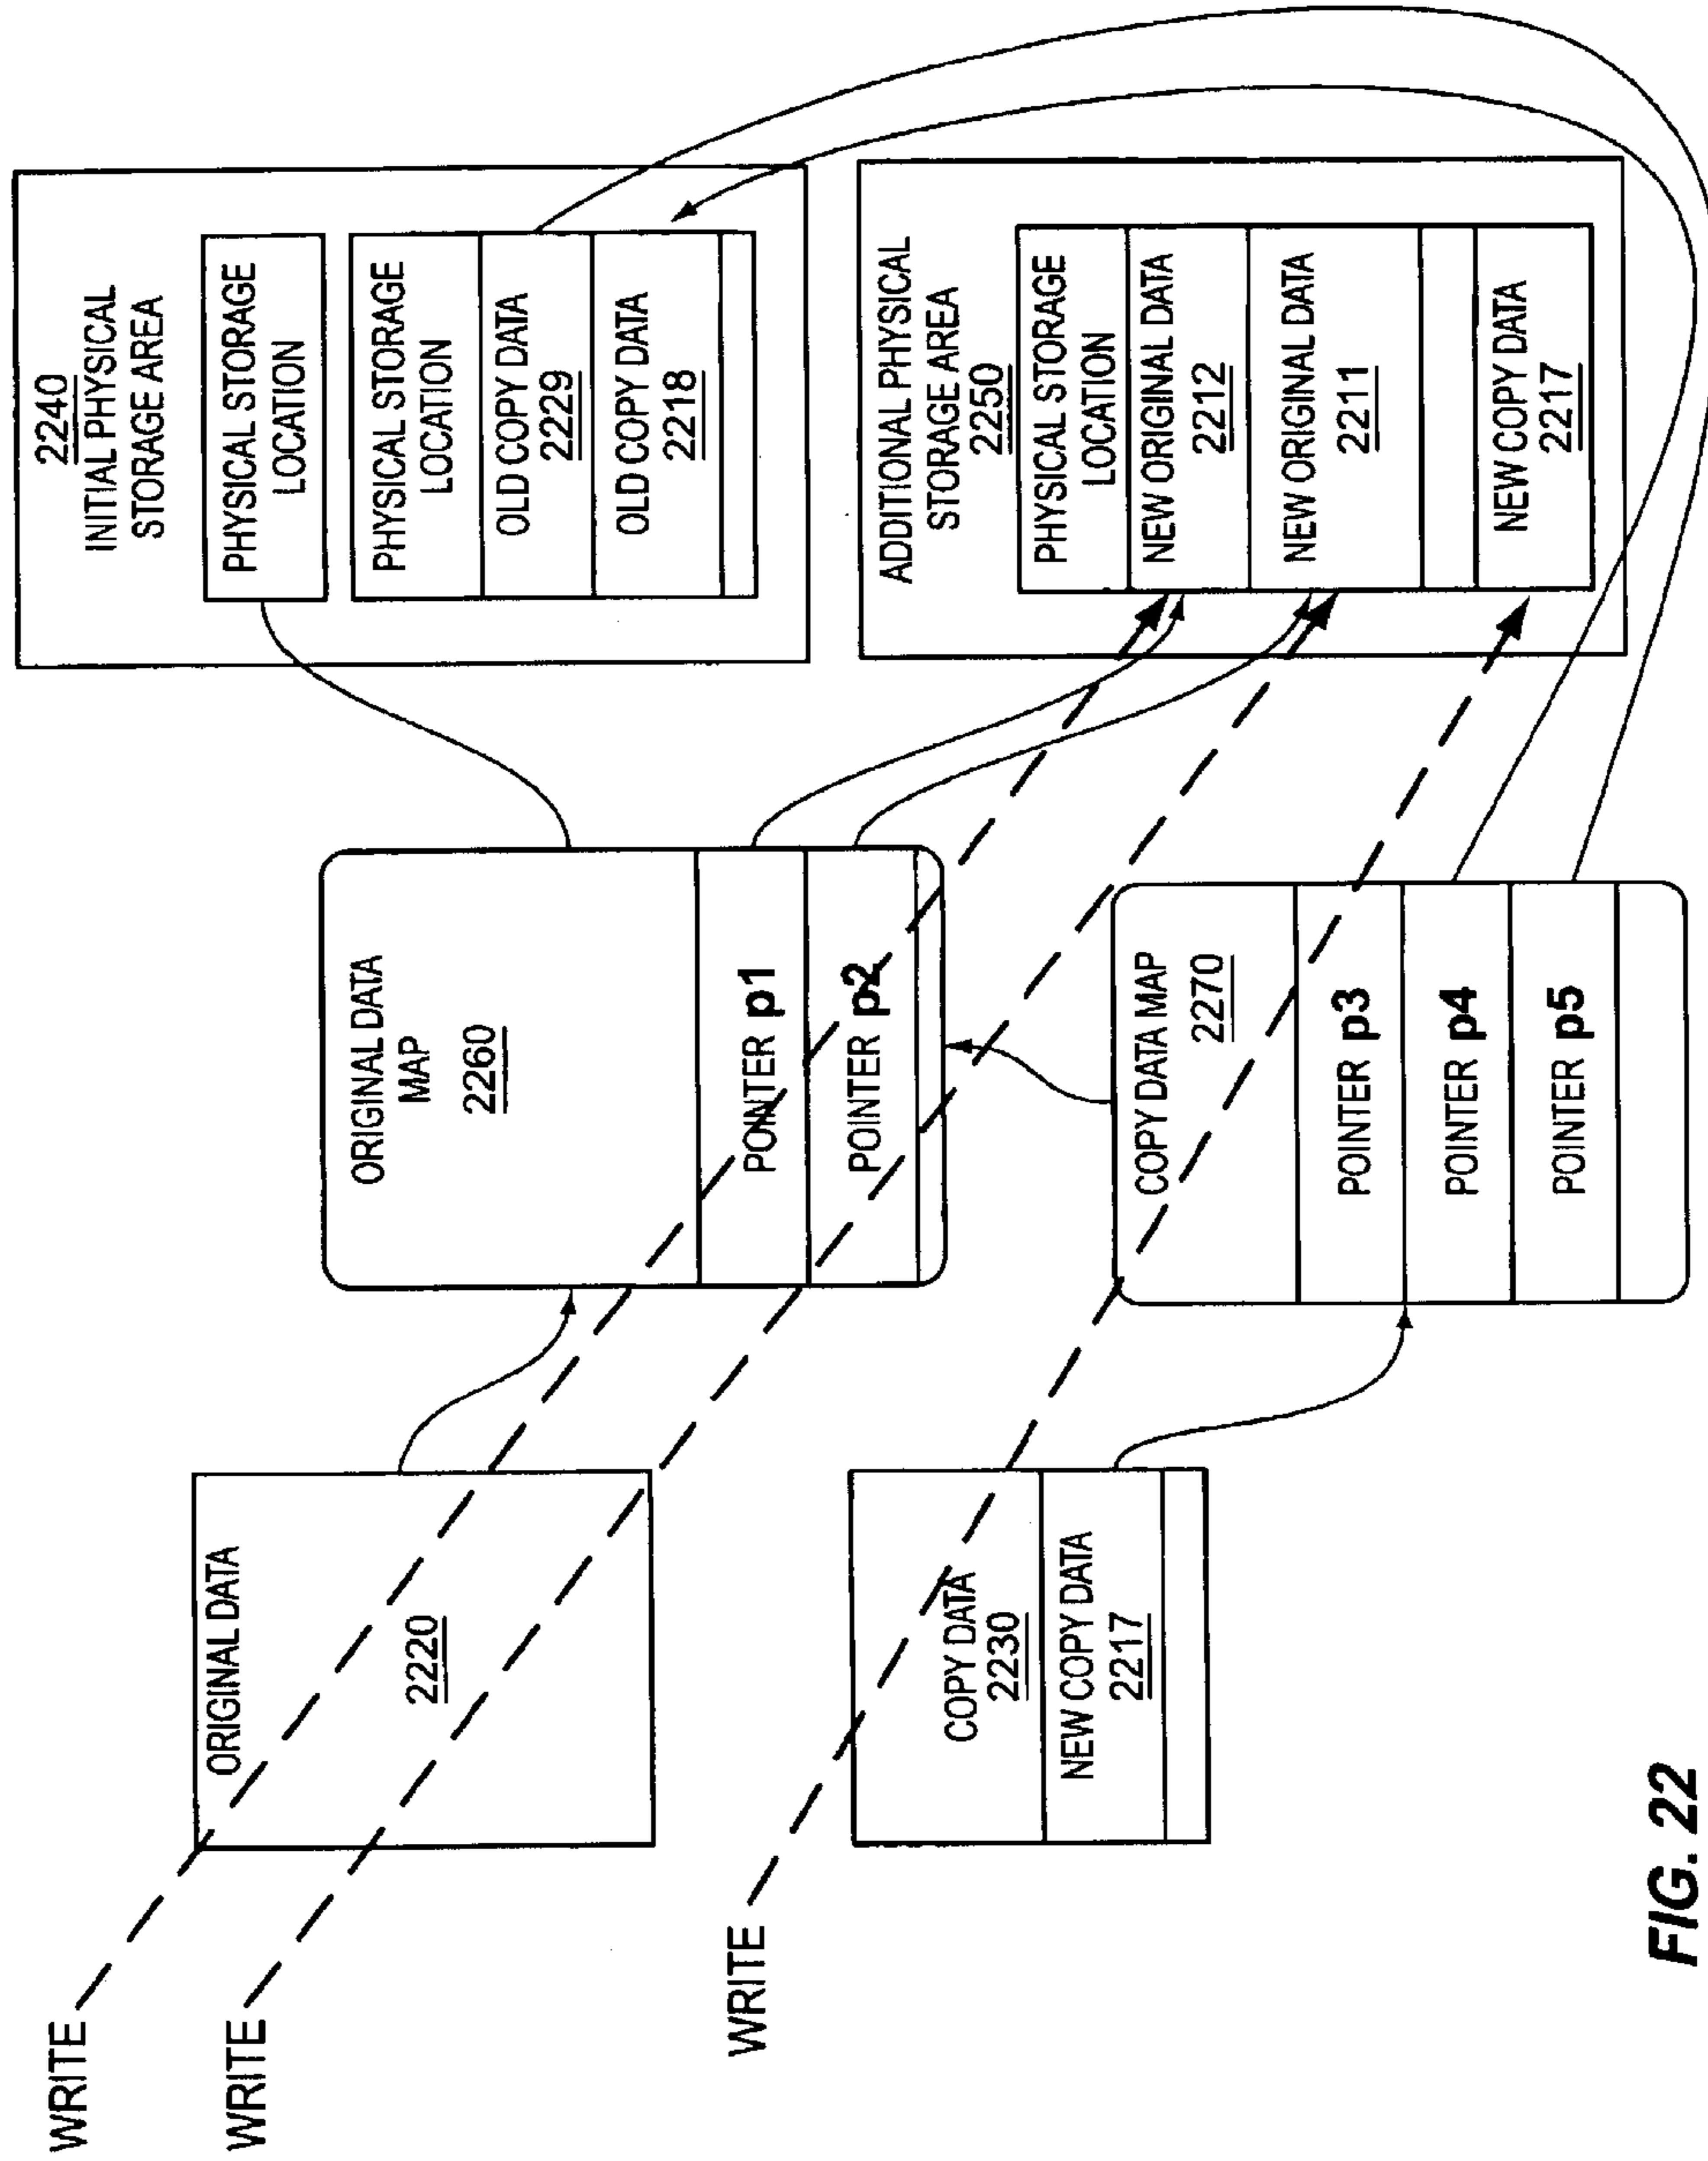 WRITE
WRITE
WRITE
ORIGINAL DATA
2220
COPY DATA
2230
NEW COPY DATA
2217
ORIGINAL DATA
MAP
2260
POINTER p1
POINTER p2
COPY DATA MAP
2270
POINTER p3
POINTER p4
POINTER p5
2240
INITIAL PHYSICAL
STORAGE AREA
PHYSICAL STORAGE
LOCATION
PHYSICAL STORAGE
LOCATION
OLD COPY DATA
2229
OLD COPY DATA
2218
ADDITIONAL PHYSICAL
STORAGE AREA
2250
PHYSICAL STORAGE
LOCATION
NEW ORIGINAL DATA
2212
NEW ORIGINAL DATA
2211
NEW COPY DATA
2217
FIG. 22